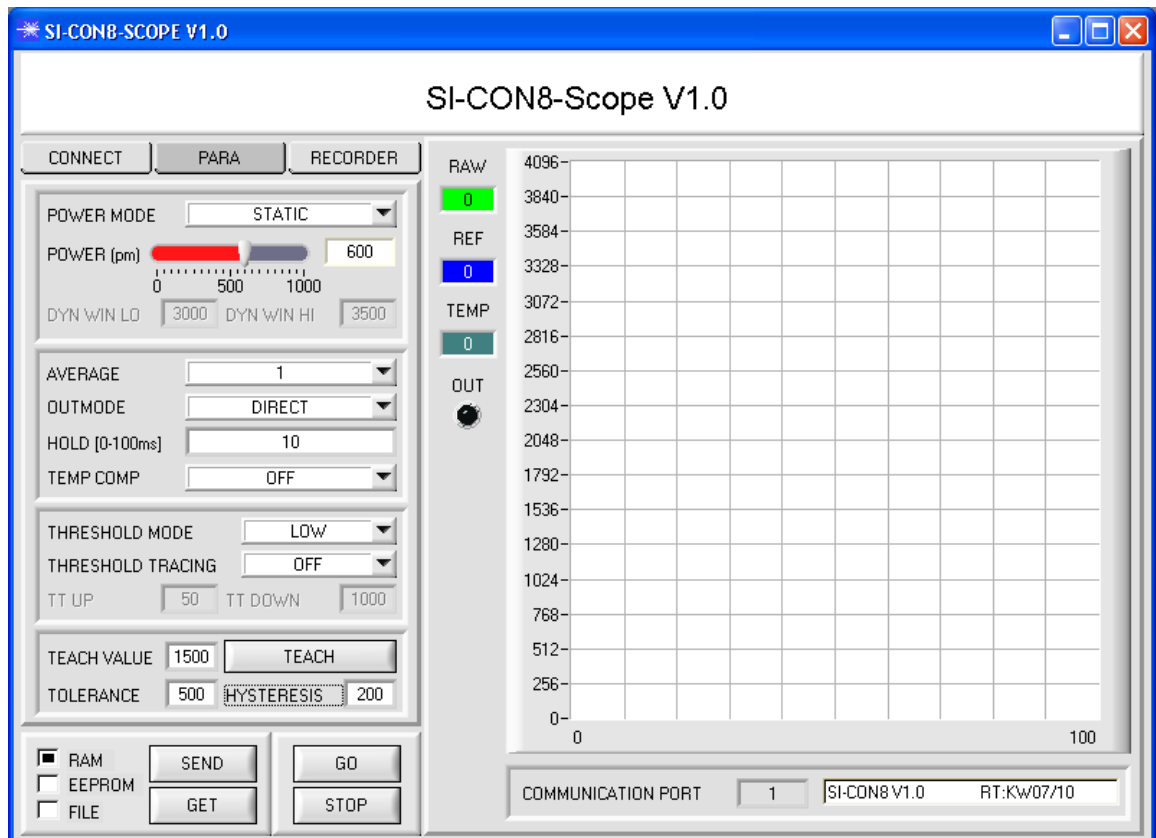 SI-CON8-SCOPE V1.0
SI-CON8-Scope V1.0
CONNECT PARA RECORDER
POWER MODE STATIC
POWER (pm) 600
0 500 1000
DYN WIN LO 3000 DYN WIN HI 3500
AVERAGE 1
OUTMODE DIRECT
HOLD [0-100ms] 10
TEMP COMP OFF
THRESHOLD MODE LOW
THRESHOLD TRACING OFF
TT UP 50 TT DOWN 1000
TEACH VALUE 1500 TEACH
TOLERANCE 500 HYSTERESIS 200
RAM
EEPROM
FILE
SEND
GET
GO
STOP
RAW
0
REF
0
TEMP
0
OUT
4096
3840
3584
3328
3072
2816
2560
2304
2048
1792
1536
1280
1024
768
512
256
0
0 100
COMMUNICATION PORT 1 SI-CON8 V1.0 RT:KW07/10